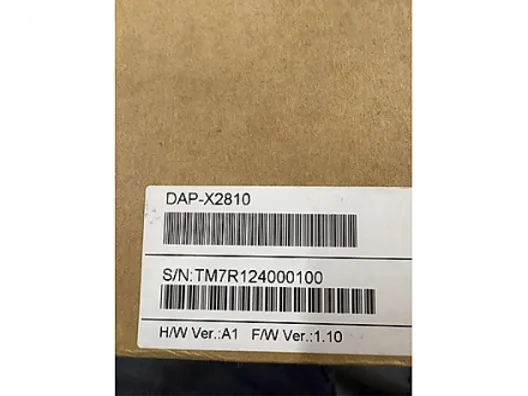 DAP-X2810
S/N:TM7R124000100
H/W Ver.:A1 F/W Ver.:1.10